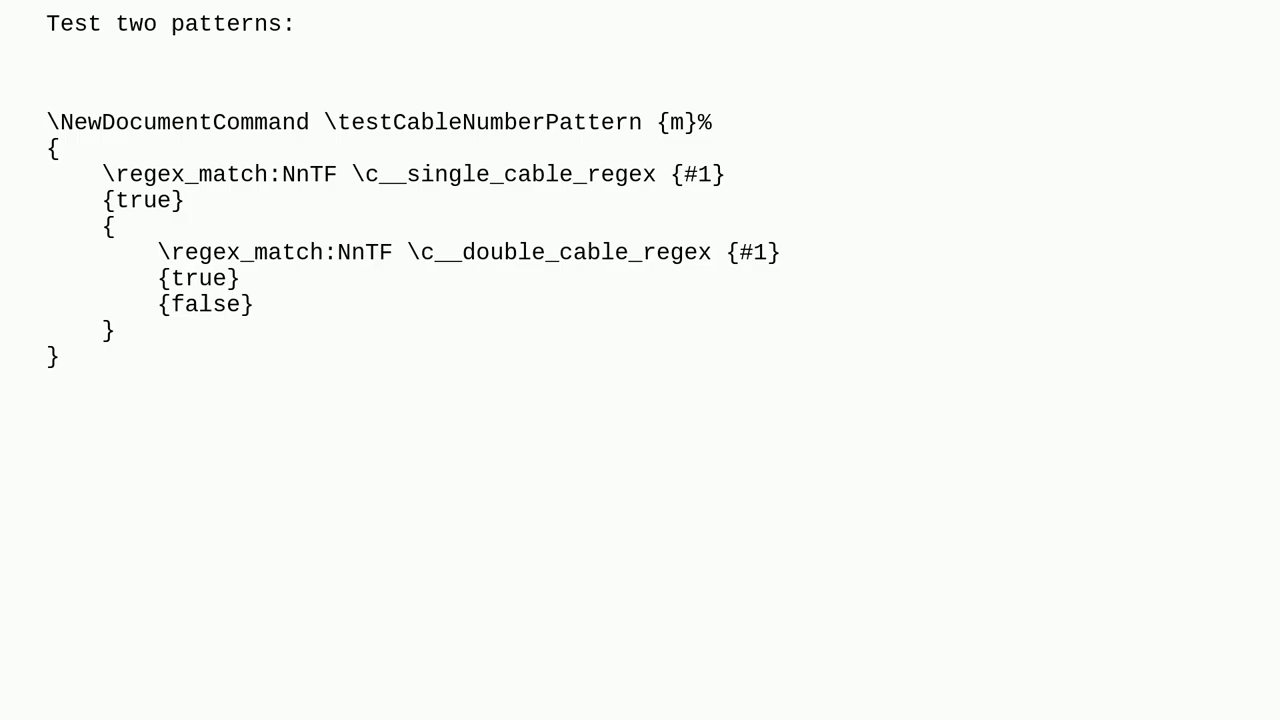 Test two patterns:
\NewDocumentCommand \testCableNumberPattern {m}%
{
    \regex_match:NnTF \c__single_cable_regex {#1}
    {true}
    {
        \regex_match:NnTF \c__double_cable_regex {#1}
        {true}
        {false}
    }
}